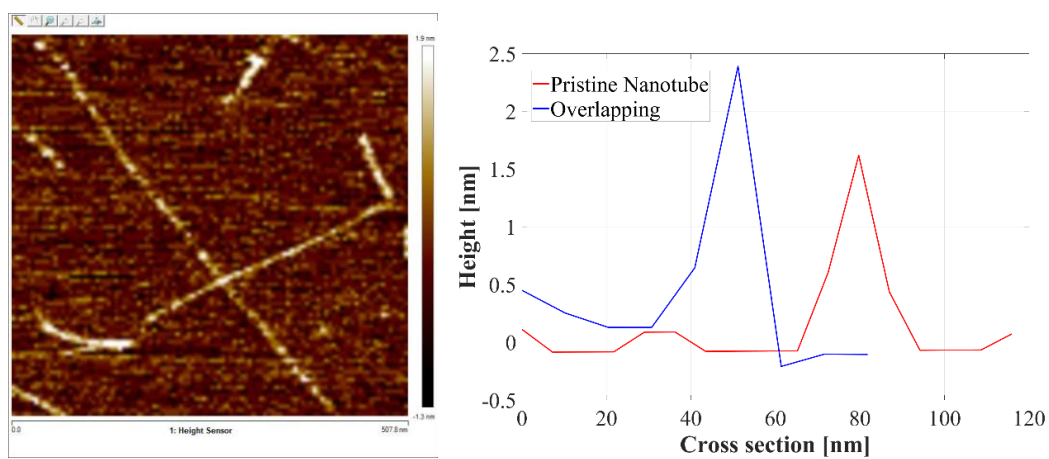 1.9 nm
-1.3 nm
0.0
1: Height Sensor
507.8 nm
Pristine Nanotube
Overlapping
Height [nm]
2.5
2
1.5
1
0.5
0
-0.5
0 20 40 60 80 100 120
Cross section [nm]